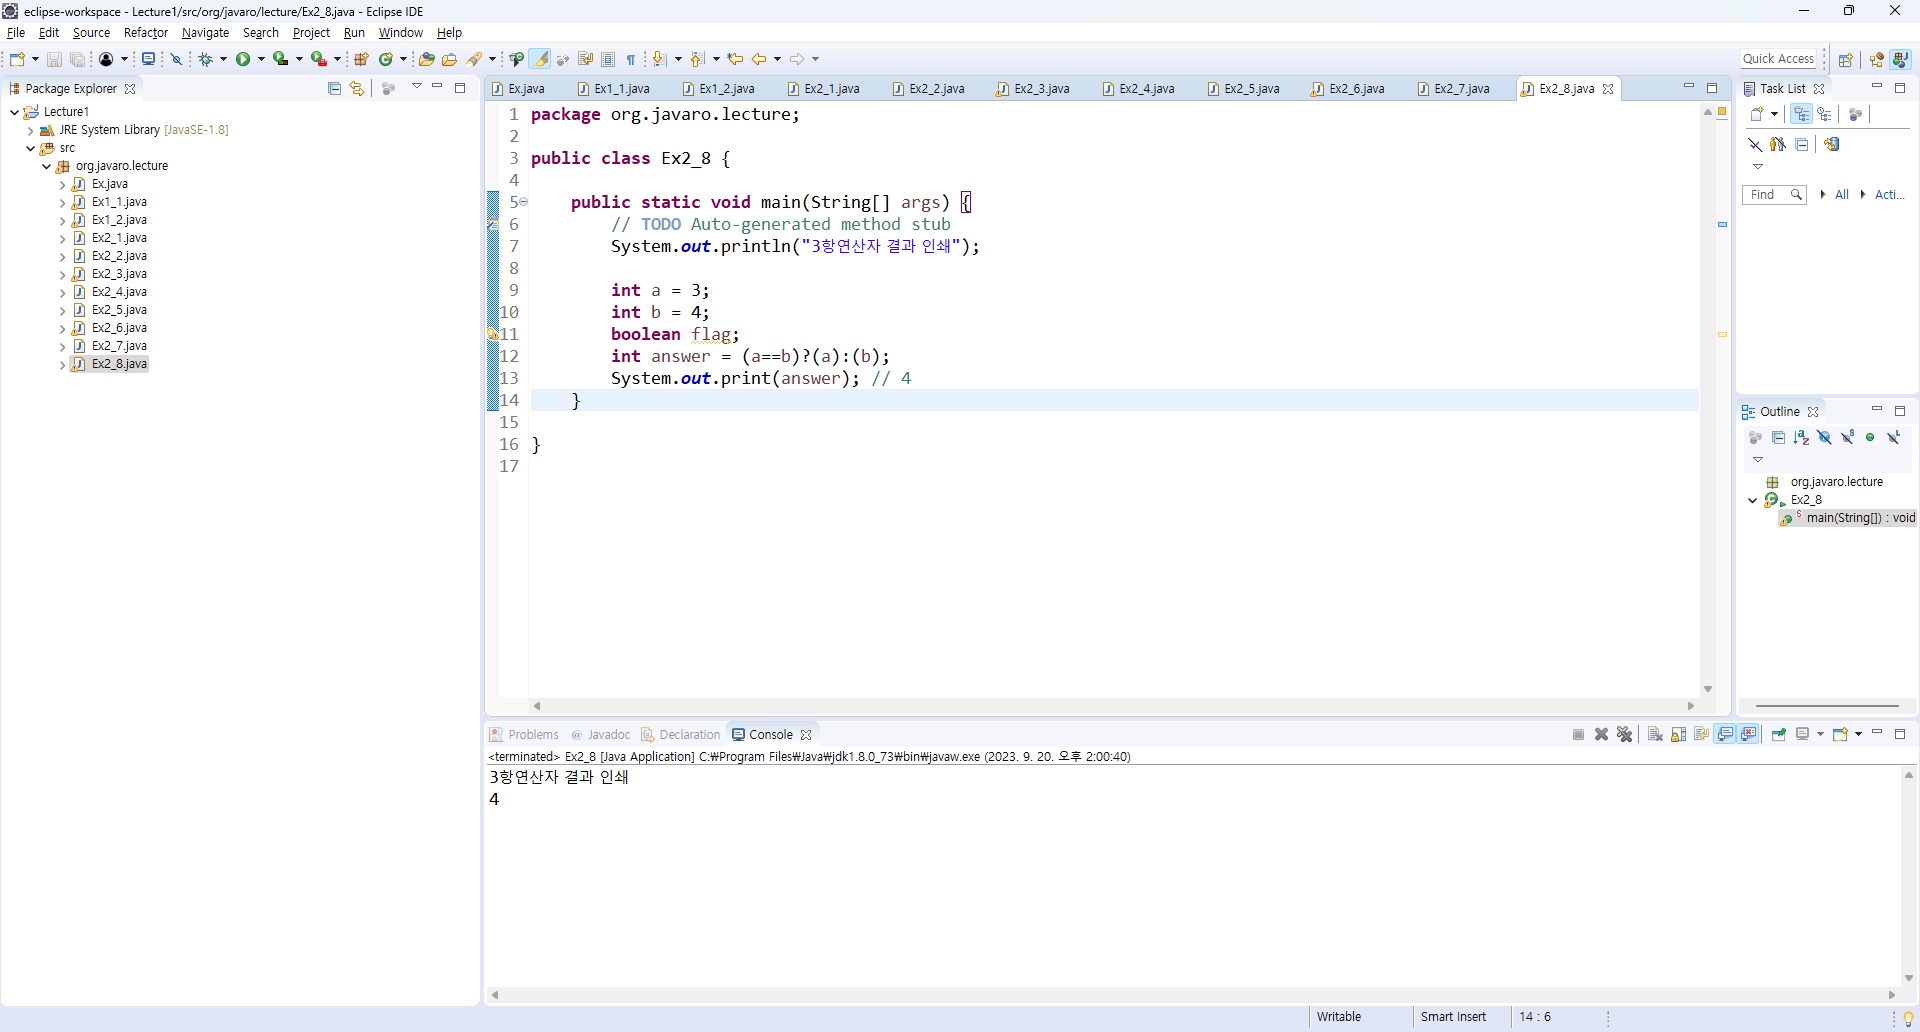 eclipse-workspace - Lecture1/src/org/javaro/lecture/Ex2_8.java - Eclipse IDE
File Edit Source Refactor Navigate Search Project Run Window Help
Quick Access
Package Explorer
Lecture1
JRE System Library [JavaSE-1.8]
src
org.javaro.lecture
Ex.java
Ex1_1.java
Ex1_2.java
Ex2_1.java
Ex2_2.java
Ex2_3.java
Ex2_4.java
Ex2_5.java
Ex2_6.java
Ex2_7.java
Ex2_8.java
Ex.java Ex1_1.java Ex1_2.java Ex2_1.java Ex2_2.java Ex2_3.java Ex2_4.java Ex2_5.java Ex2_6.java Ex2_7.java Ex2_8.java
1 package org.javaro.lecture;
2
3 public class Ex2_8 {
4
5 public static void main(String[] args) {
6 // TODO Auto-generated method stub
7 System.out.println("3항연산자 결과 인쇄");
8
9 int a = 3;
10 int b = 4;
11 boolean flag;
12 int answer = (a==b)?(a):(b);
13 System.out.print(answer); // 4
14 }
15
16 }
17
Task List
Find All Acti...
Outline
org.javaro.lecture
Ex2_8
main(String[]) : void
Problems Javadoc Declaration Console
<terminated> Ex2_8 [Java Application] C:₩Program Files₩Java₩jdk1.8.0_73₩bin₩javaw.exe (2023. 9. 20. 오후 2:00:40)
3항연산자 결과 인쇄
4
Writable Smart Insert 14 : 6